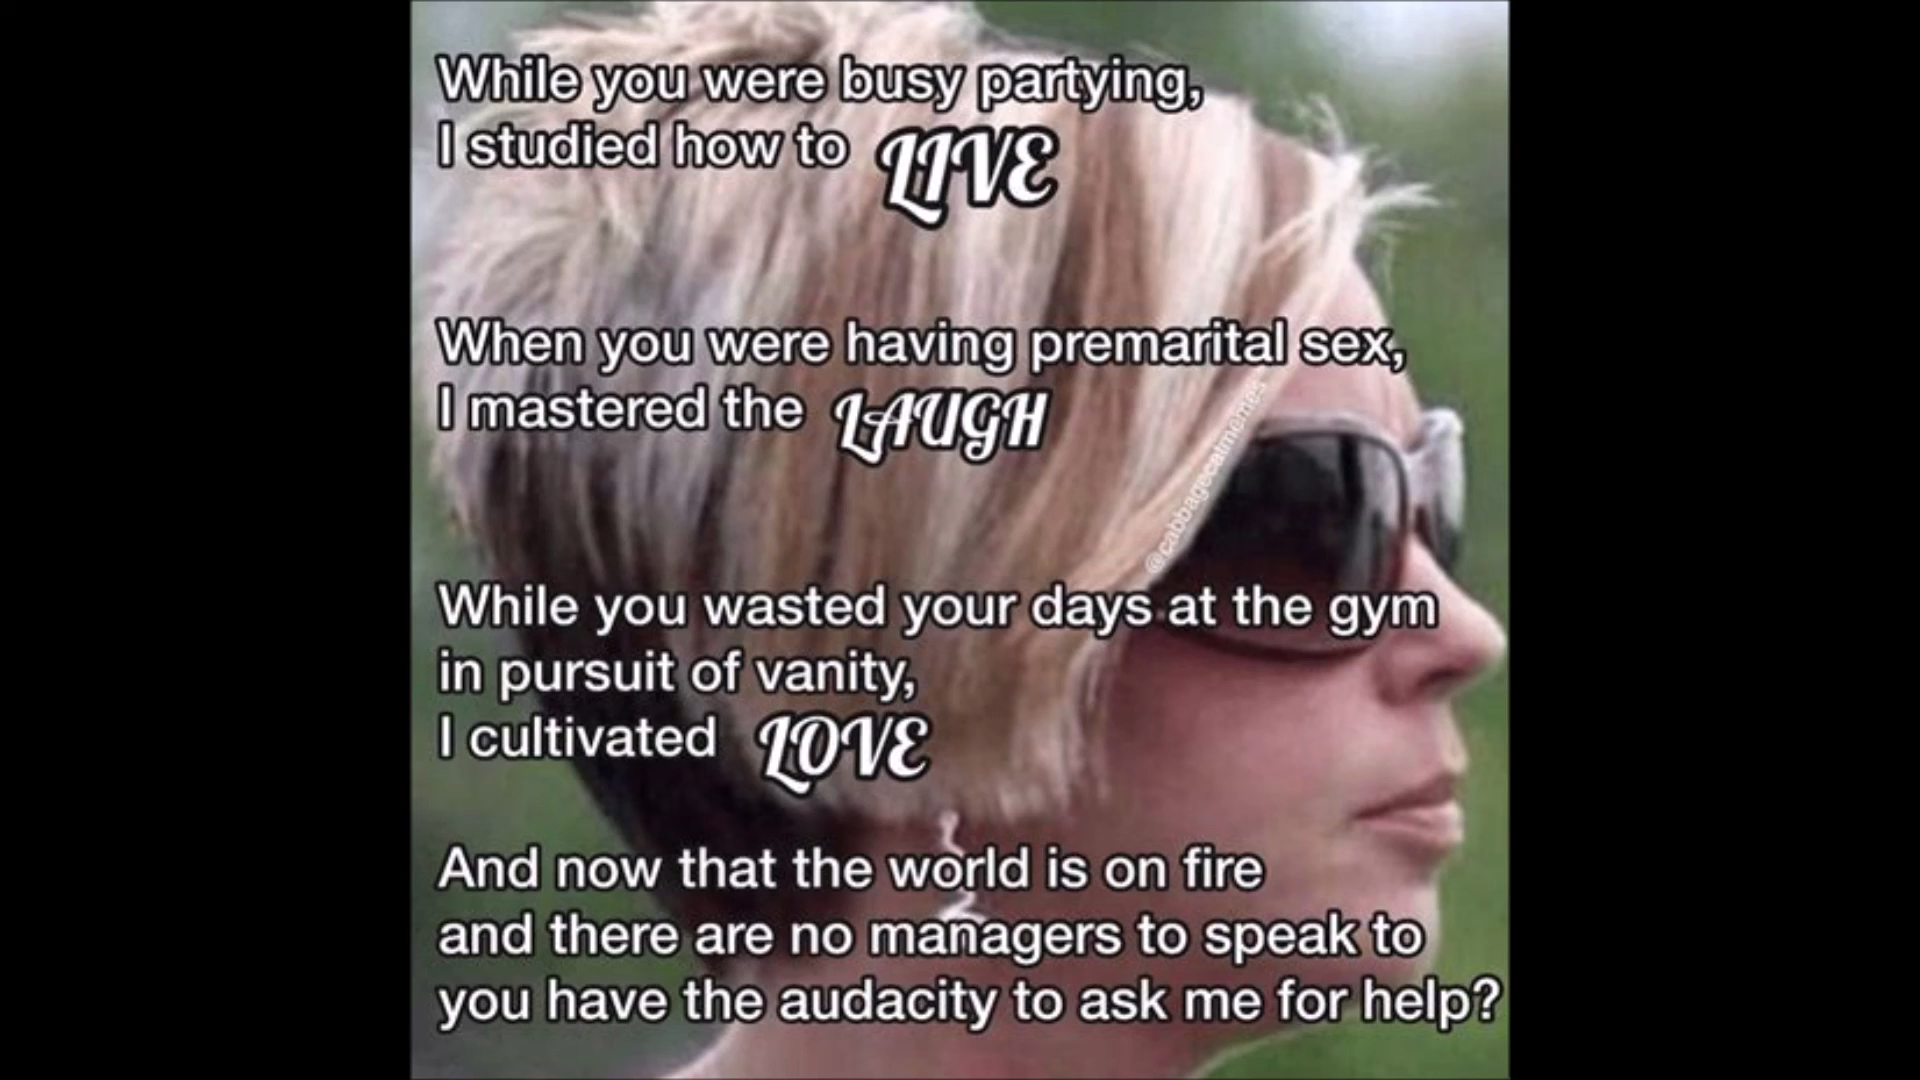 While you were busy partying,
I studied how to LIVE
When you were having premarital sex,
I mastered the LAUGH
@cabbagecatmemes
While you wasted your days at the gym
in pursuit of vanity,
I cultivated LOVE
And now that the world is on fire
and there are no managers to speak to
you have the audacity to ask me for help?